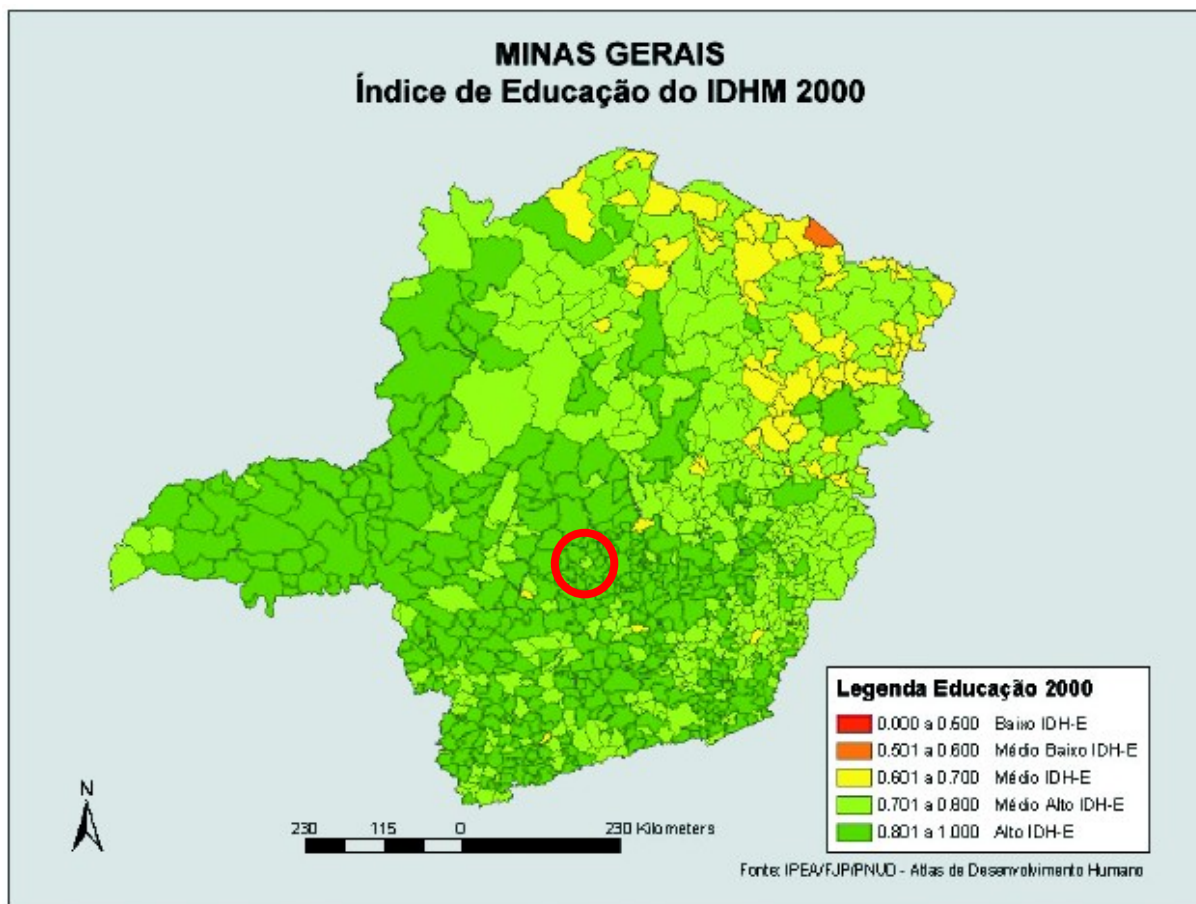 MINAS GERAIS
Índice de Educação do IDHM 2000
N
230 115 0 230 Kilometers
Legenda Educação 2000
0.000 a 0.500 Baixo IDH-E
0.501 a 0.600 Médio Baixo IDH-E
0.601 a 0.700 Médio IDH-E
0.701 a 0.800 Médio Alto IDH-E
0.801 a 1.000 Alto IDH-E
Fonte: IPEA/FJP/PNUD - Atlas de Desenvolvimento Humano